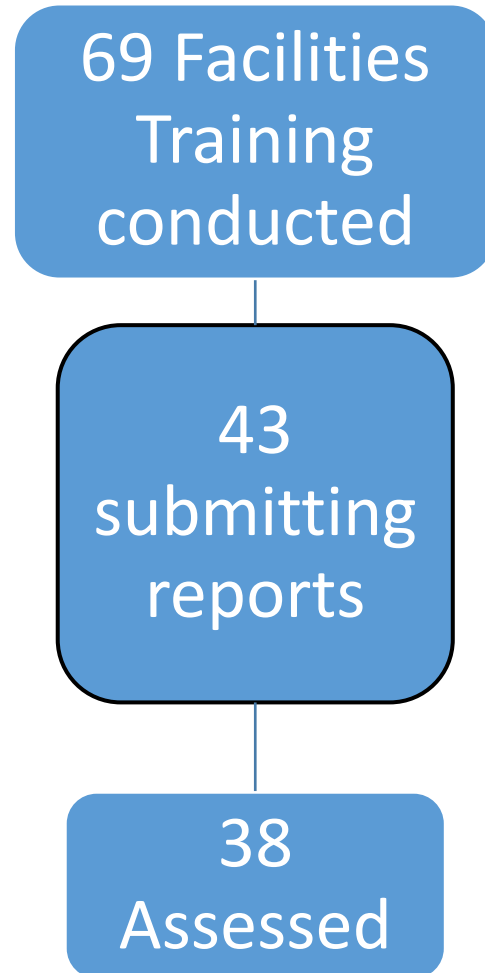 69 Facilities
Training
conducted
43
submitting
reports
38
Assessed